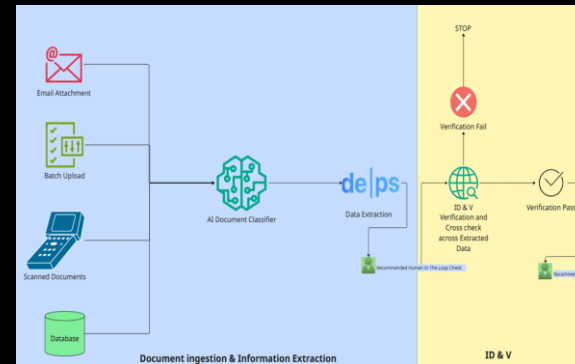 STOP
Email Attachment
Verification Fail
Batch Upload
de|ps
AI Document Classifier
Data Extraction
ID & V
Verification and
Cross check
across Extracted
Data
Verification Pass
Scanned Documents
Recommended Human In The Loop Check
Database
Document ingestion & Information Extraction
ID & V